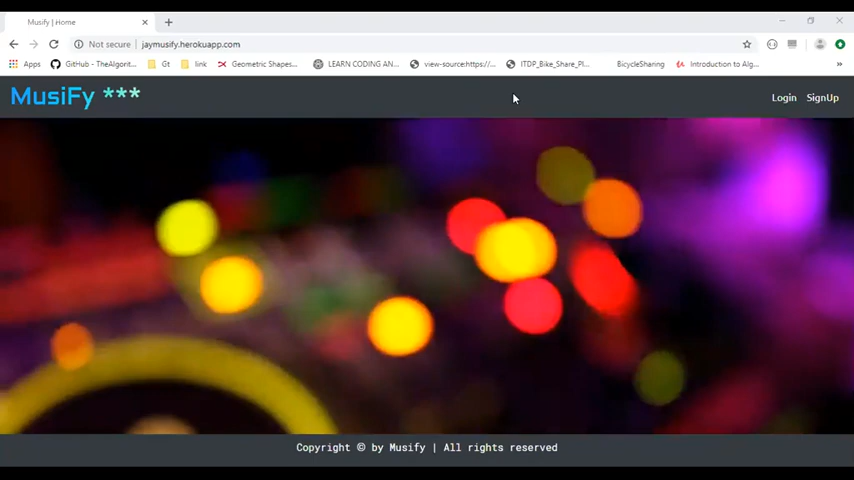 Musify | Home
Not secure | jaymusify.herokuapp.com
Apps GitHub - TheAlgorit... Gt link Geometric Shapes... LEARN CODING AN... view-source:https://... ITDP_Bike_Share_Pl... BicycleSharing Introduction to Alg... »
MusiFy *** Login SignUp
Copyright © by Musify | All rights reserved